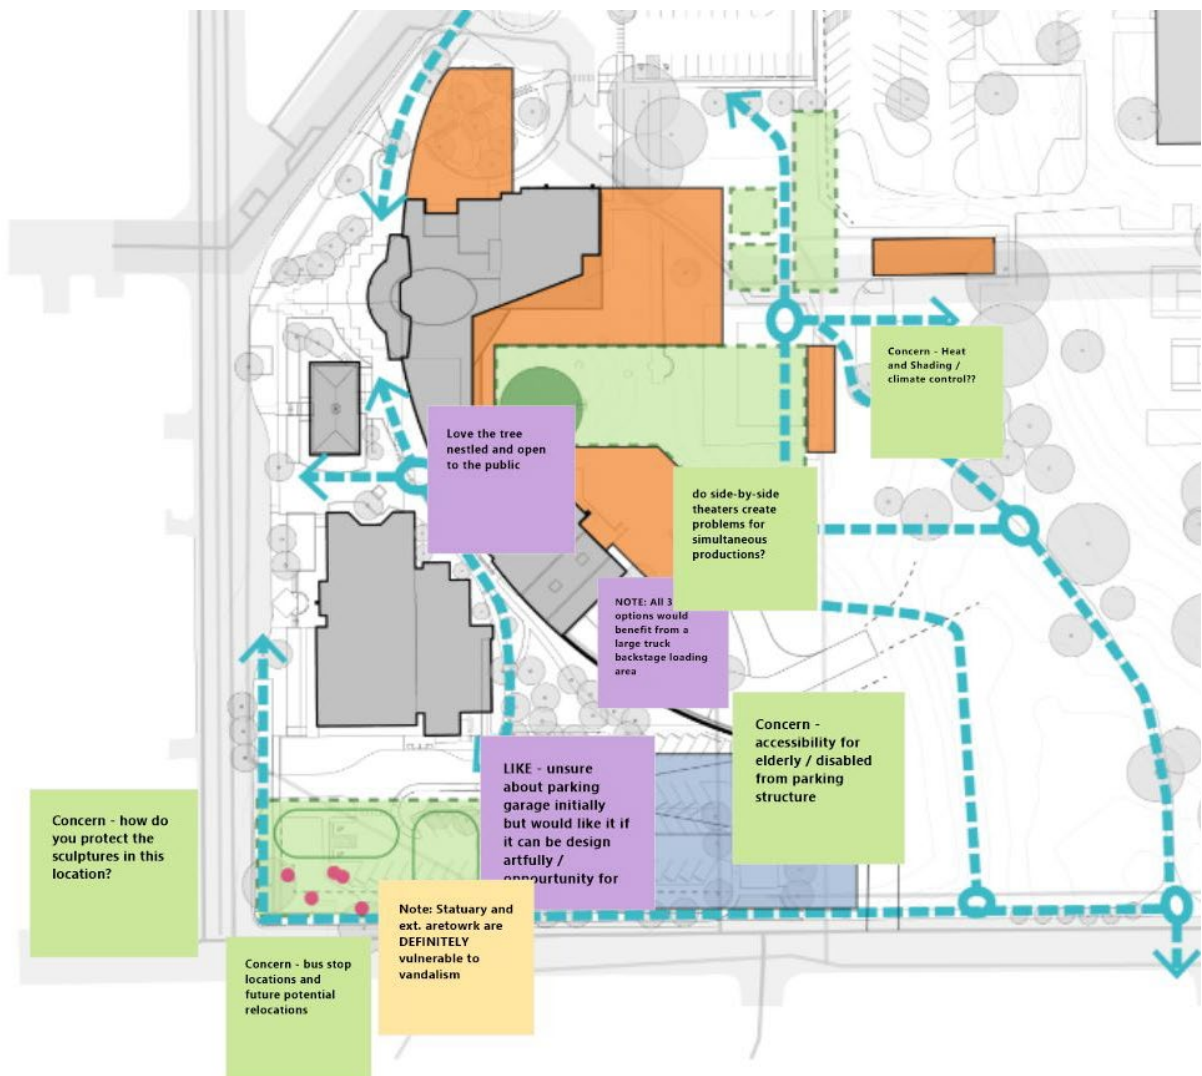 Concern - Heat
and Shading /
climate control??
Love the tree
nestled and open
to the public
do side-by-side
theaters create
problems for
simultaneous
productions?
NOTE: All 3
options would
benefit from a
large truck
backstage loading
area
Concern -
accessibility for
elderly / disabled
from parking
structure
LIKE - unsure
about parking
garage initially
but would like it if
it can be design
artfully /
oppourtunity for
Concern - how do
you protect the
sculptures in this
location?
Note: Statuary and
ext. aretowrk are
DEFINITELY
vulnerable to
vandalism
Concern - bus stop
locations and
future potential
relocations